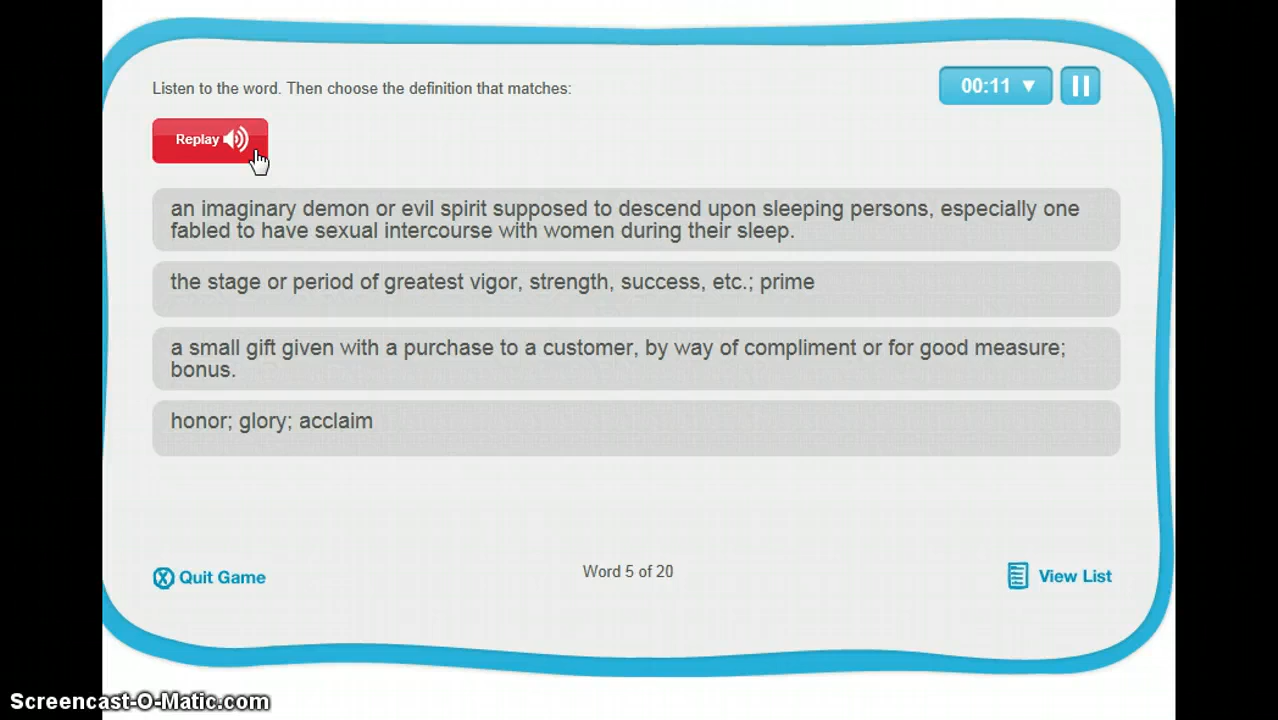 Listen to the word. Then choose the definition that matches:
00:11
Replay
an imaginary demon or evil spirit supposed to descend upon sleeping persons, especially one
fabled to have sexual intercourse with women during their sleep.
the stage or period of greatest vigor, strength, success, etc.; prime
a small gift given with a purchase to a customer, by way of compliment or for good measure;
bonus.
honor; glory; acclaim
Quit Game
Word 5 of 20
View List
Screencast-O-Matic.com